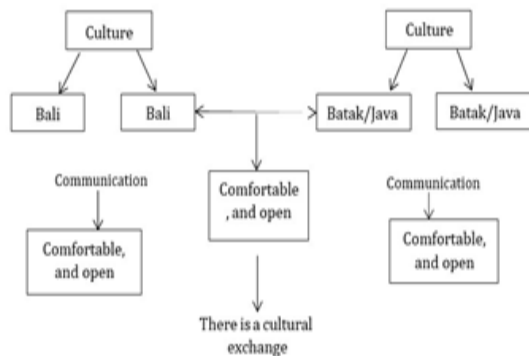 Culture
Culture
Bali
Bali
Batak/Java
Batak/Java
Communication
Comfortable
, and open
Communication
Comfortable,
and open
Comfortable,
and open
There is a cultural
exchange